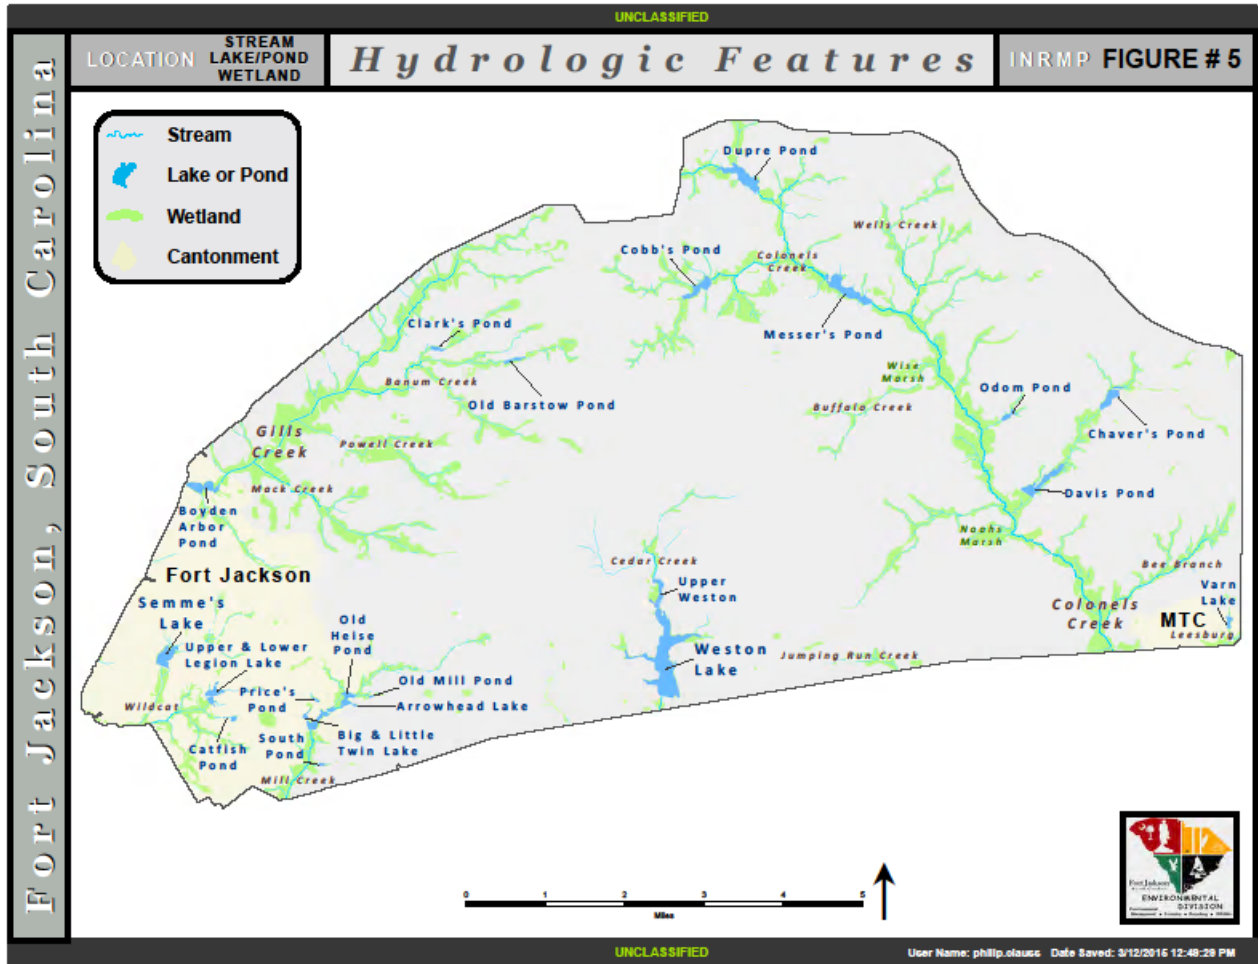 UNCLASSIFIED
Fort Jackson, South Carolina
LOCATION
STREAM
LAKE/POND
WETLAND
Hydrologic Features
INRMP FIGURE # 5
Stream
Lake or Pond
Wetland
Cantonment
Dupre Pond
Wells Creek
Cobb's Pond
Colonels
Creek
Clark's Pond
Messer's Pond
Banum Creek
Wise
Marsh
Odom Pond
Old Barstow Pond
Buffalo Creek
Gills
Creek
Powell Creek
Chaver's Pond
Mack Creek
Davis Pond
Boyden
Arbor
Pond
Noahs
Marsh
Cedar Creek
Bee Branch
Fort Jackson
Upper
Weston
Varn
Lake
Semme's
Lake
Colonels
Creek
MTC
Leesburg
Old
Heise
Pond
Upper & Lower
Legion Lake
Weston
Lake
Jumping Run Creek
Old Mill Pond
Price's
Pond
Arrowhead Lake
Wildcat
Catfish
Pond
South
Pond
Big & Little
Twin Lake
Mill Creek
0 1 2 3 4 5
Miles
Fort Jackson
ENVIRONMENTAL
DIVISION
UNCLASSIFIED
User Name: philip.clauss Date Saved: 3/12/2015 12:49:29 PM